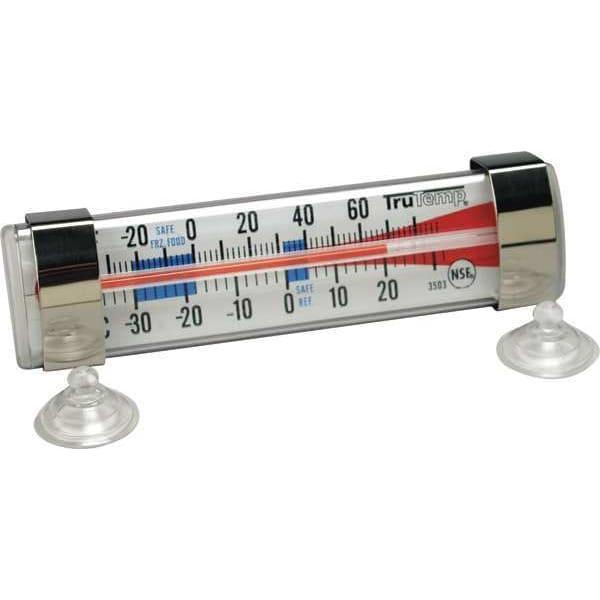 -20 0 20 40 60
SAFE
FRZ. FOOD
TruTemp®
SAFE
REF
C -30 -20 -10 0 10 20
3503 NSF®